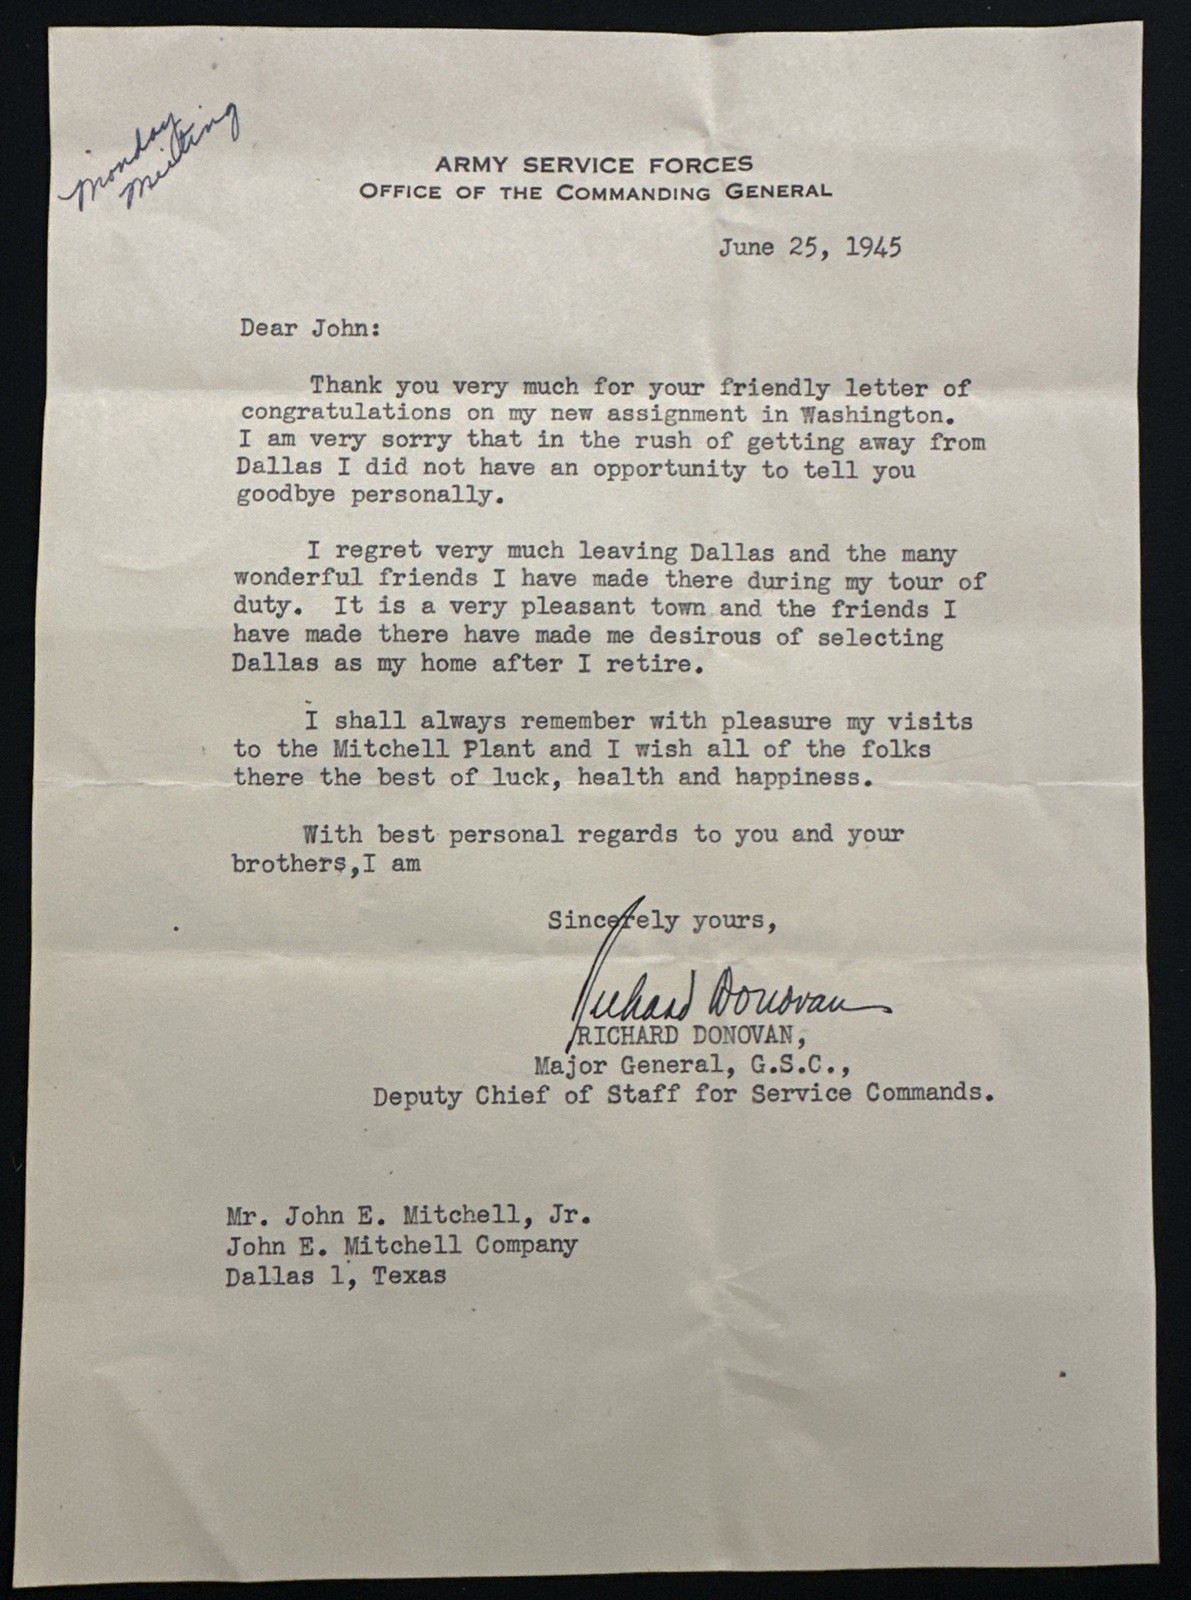 Monday
Meeting
ARMY SERVICE FORCES
OFFICE OF THE COMMANDING GENERAL
June 25, 1945
Dear John:
Thank you very much for your friendly letter of
congratulations on my new assignment in Washington.
I am very sorry that in the rush of getting away from
Dallas I did not have an opportunity to tell you
goodbye personally.
I regret very much leaving Dallas and the many
wonderful friends I have made there during my tour of
duty. It is a very pleasant town and the friends I
have made there have made me desirous of selecting
Dallas as my home after I retire.
I shall always remember with pleasure my visits
to the Mitchell Plant and I wish all of the folks
there the best of luck, health and happiness.
With best personal regards to you and your
brothers,I am
Sincerely yours,
Richard Donovan
RICHARD DONOVAN,
Major General, G.S.C.,
Deputy Chief of Staff for Service Commands.
Mr. John E. Mitchell, Jr.
John E. Mitchell Company
Dallas 1, Texas